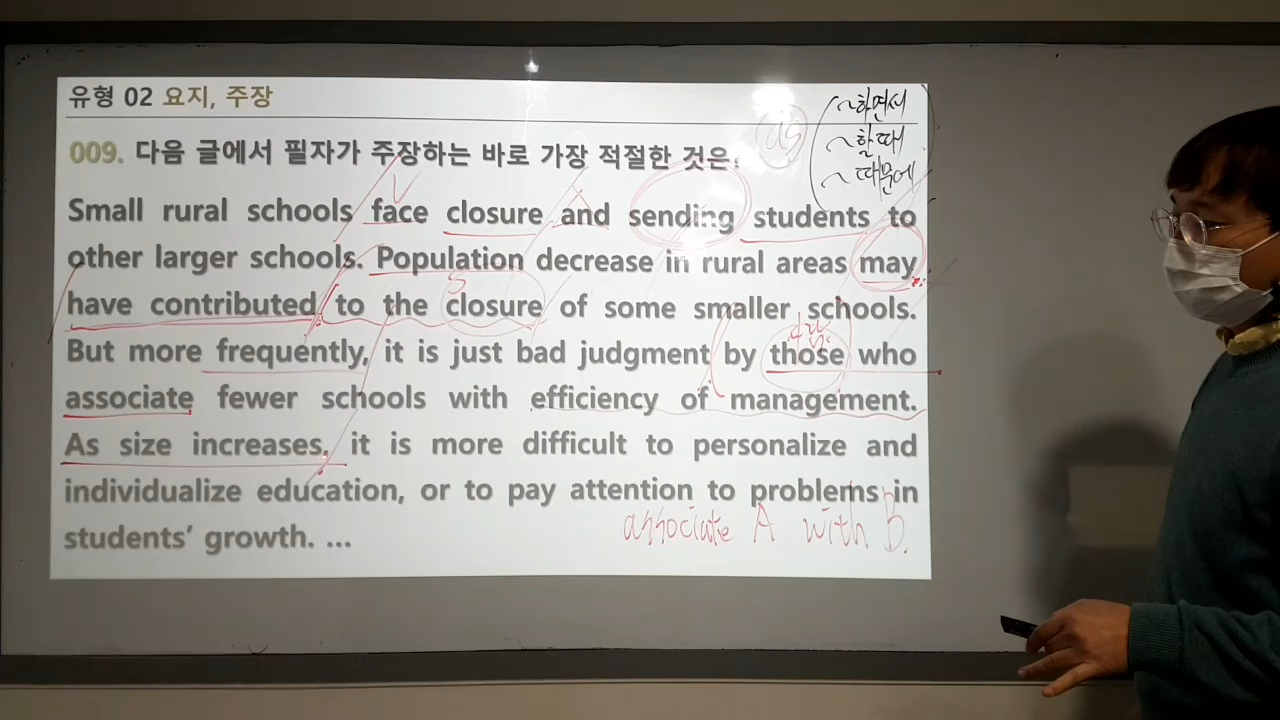 유형 02 요지, 주장
009. 다음 글에서 필자가 주장하는 바로 가장 적절한 것은?
as
~하면서
~할 때
~때문에
V
Small rural schools face closure and sending students to
other larger schools. Population decrease in rural areas may
have contributed to the closure of some smaller schools.
But more frequently, it is just bad judgment by those who
associate fewer schools with efficiency of management.
As size increases, it is more difficult to personalize and
individualize education, or to pay attention to problems in
students' growth. ...
associate A with B.